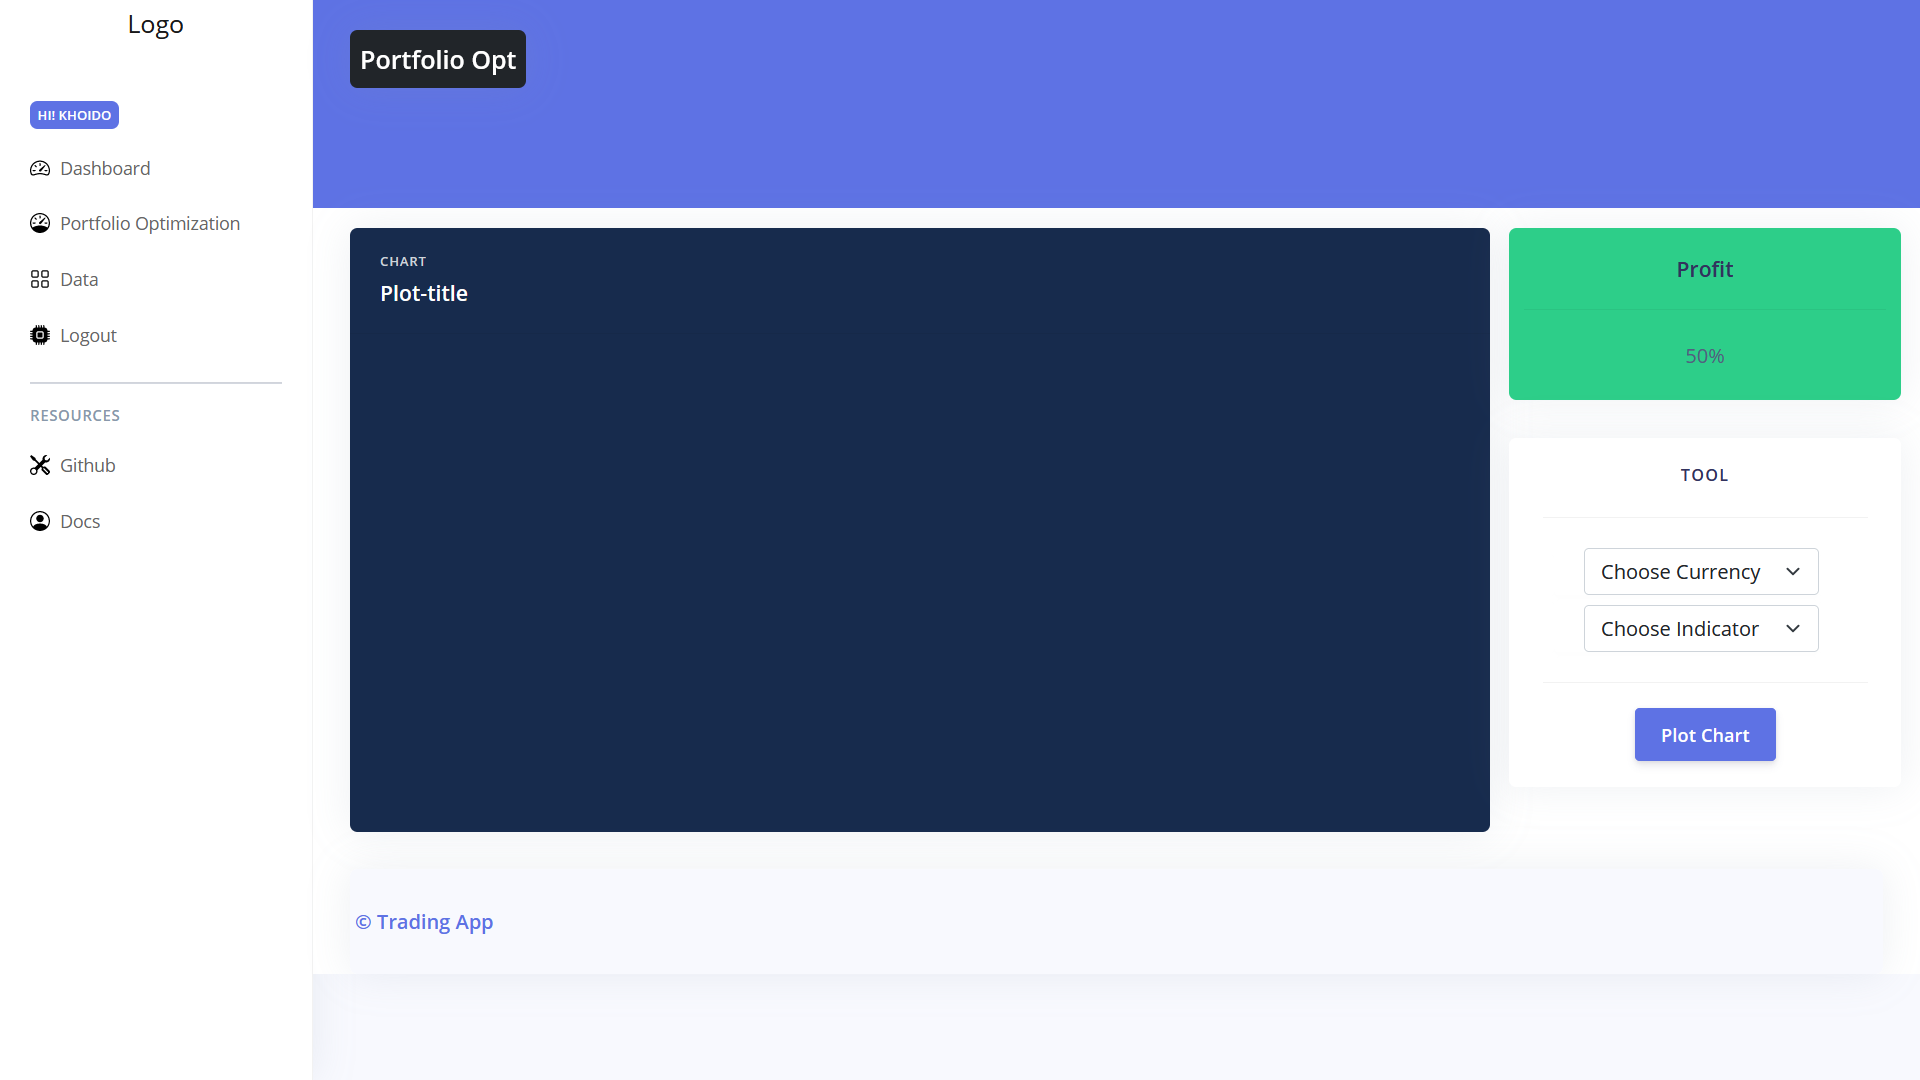 Logo
HI! KHOIDO
Dashboard
Portfolio Optimization
Data
Logout
RESOURCES
Github
Docs
Portfolio Opt
CHART
Plot-title
Profit
50%
TOOL
Choose Currency
Choose Indicator
Plot Chart
© Trading App